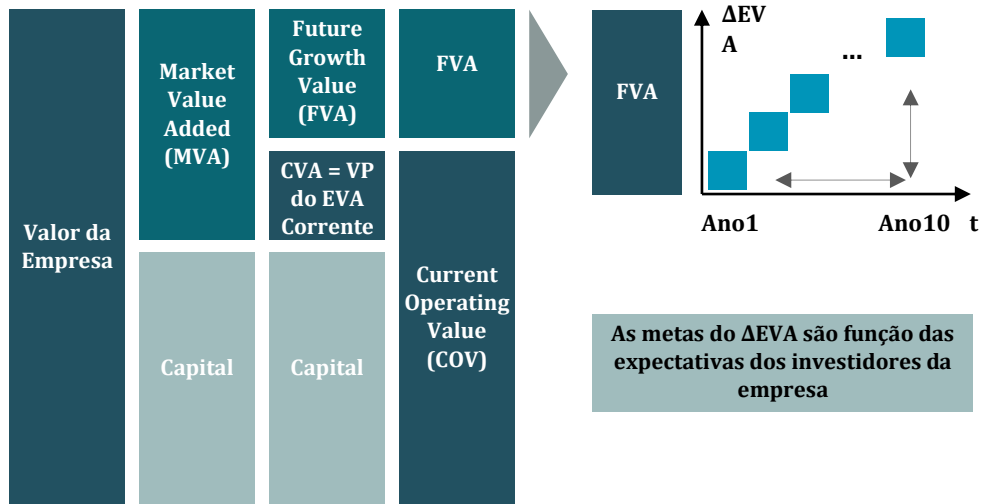 Valor da
Empresa
Market
Value
Added
(MVA)
Capital
Future
Growth
Value
(FVA)
CVA = VP
do EVA
Corrente
Capital
FVA
Current
Operating
Value
(COV)
FVA
ΔEV
A
...
Ano1
Ano10
t
As metas do ΔEVA são função das
expectativas dos investidores da
empresa